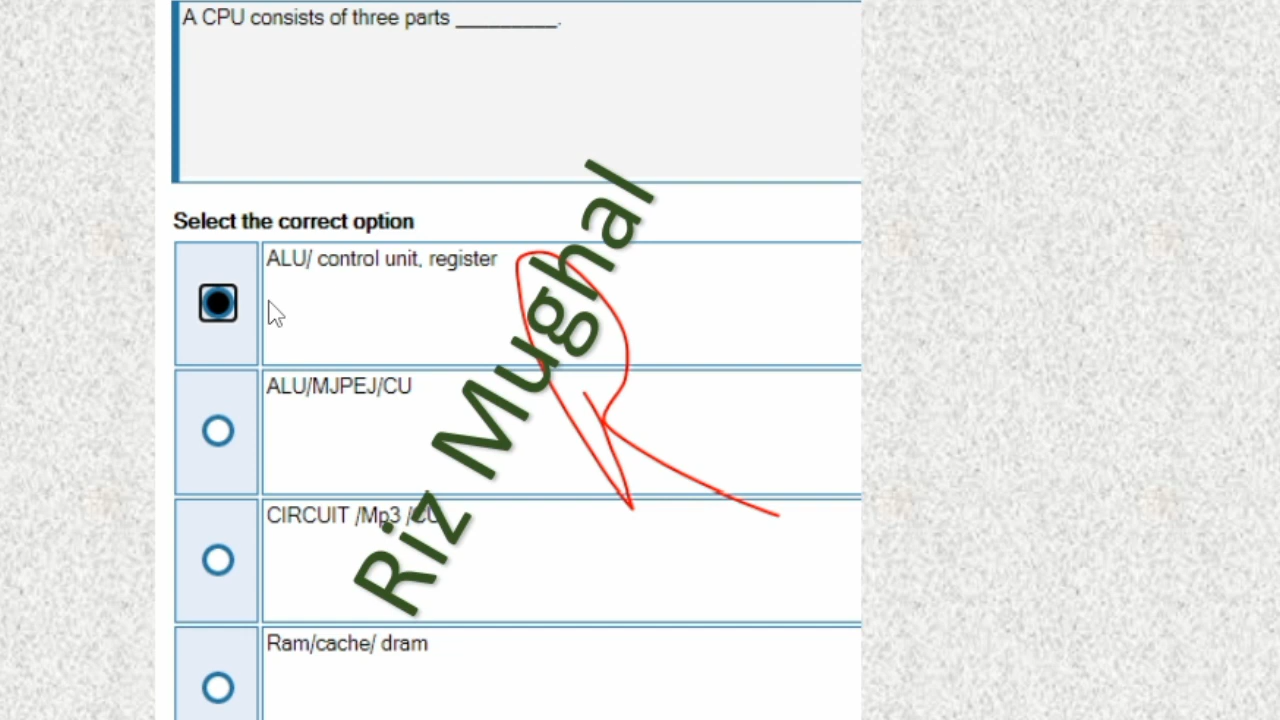 A CPU consists of three parts _________.
Select the correct option
ALU/ control unit, register
ALU/MJPEJ/CU
CIRCUIT /Mp3 /CU
Ram/cache/ dram
Riz Mughal